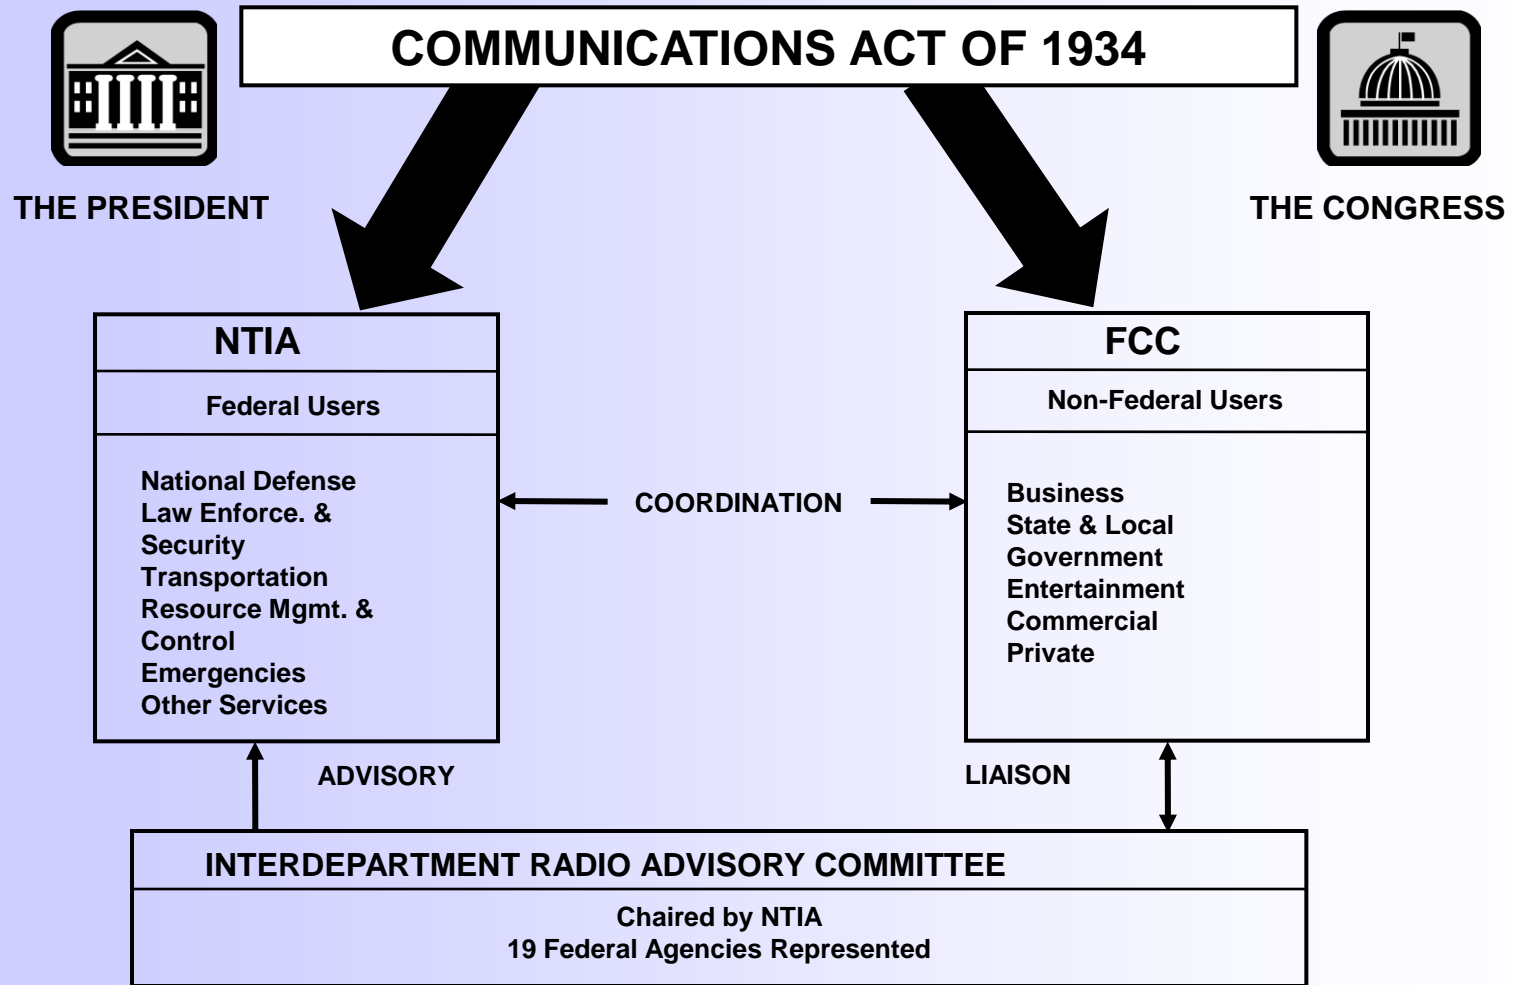 COMMUNICATIONS ACT OF 1934
THE PRESIDENT
THE CONGRESS
NTIA
Federal Users
National Defense
Law Enforce. &
Security
Transportation
Resource Mgmt. &
Control
Emergencies
Other Services
COORDINATION
FCC
Non-Federal Users
Business
State & Local
Government
Entertainment
Commercial
Private
ADVISORY
LIAISON
INTERDEPARTMENT RADIO ADVISORY COMMITTEE
Chaired by NTIA
19 Federal Agencies Represented